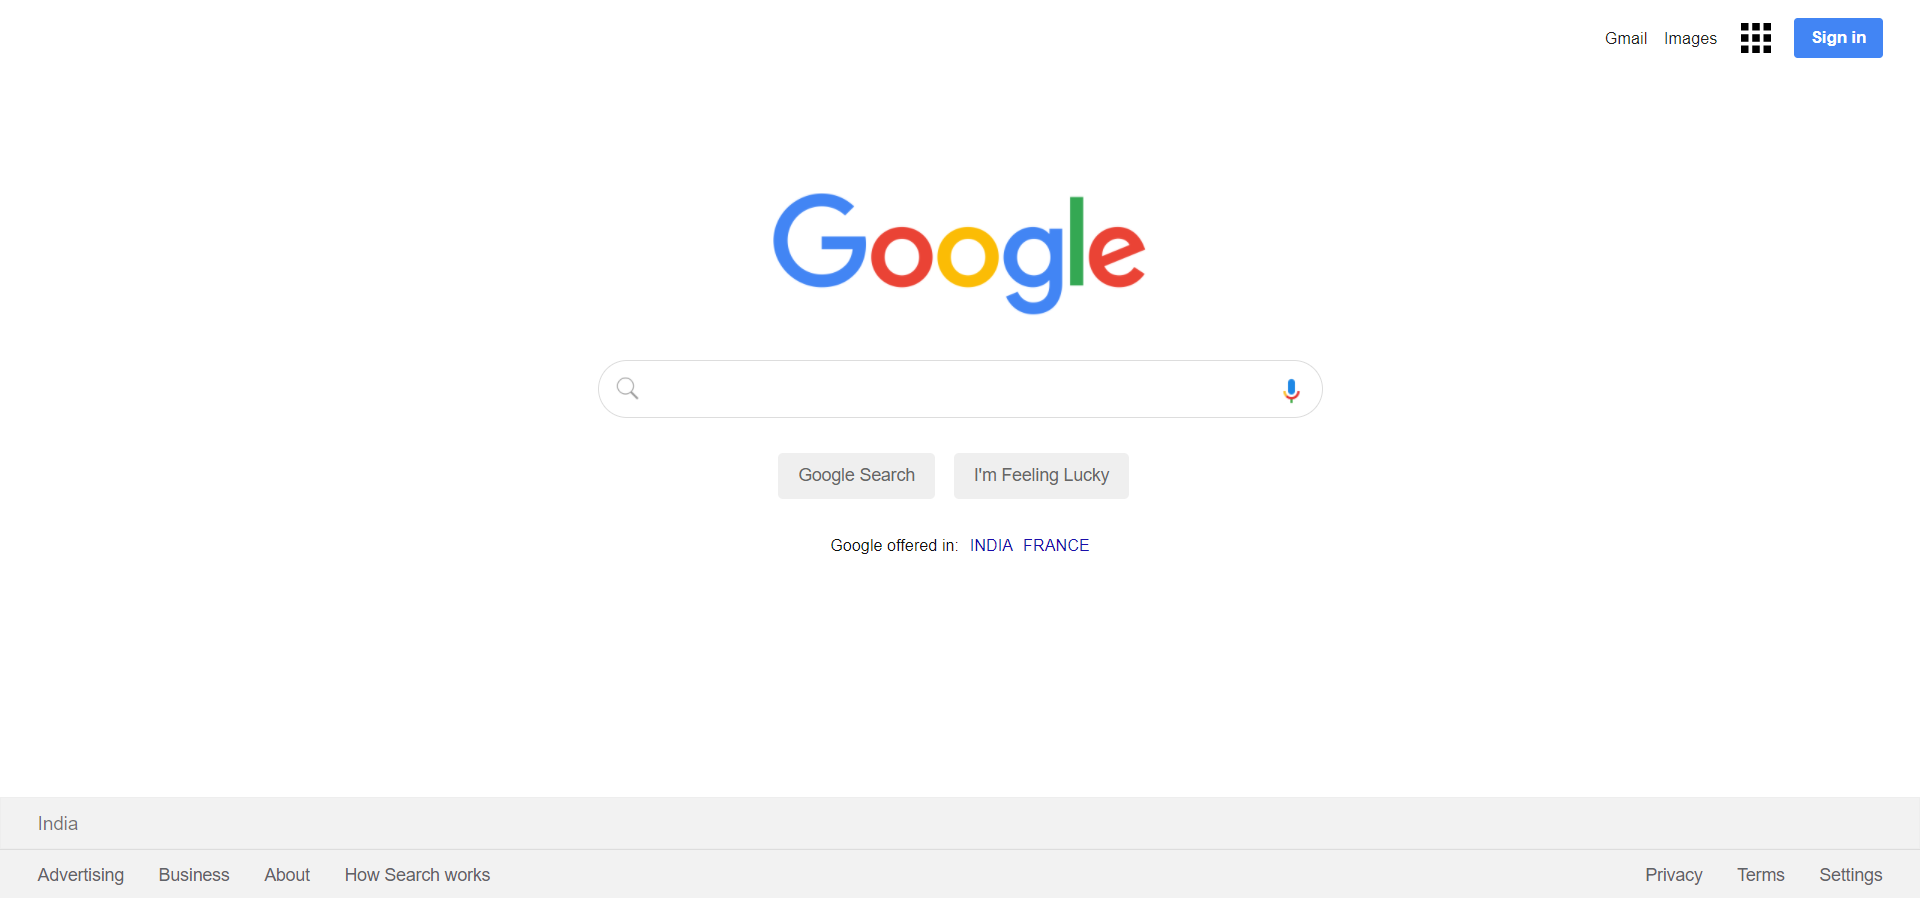 Gmail Images Sign in
Google
Google Search I'm Feeling Lucky
Google offered in: INDIA FRANCE
India
Advertising Business About How Search works Privacy Terms Settings